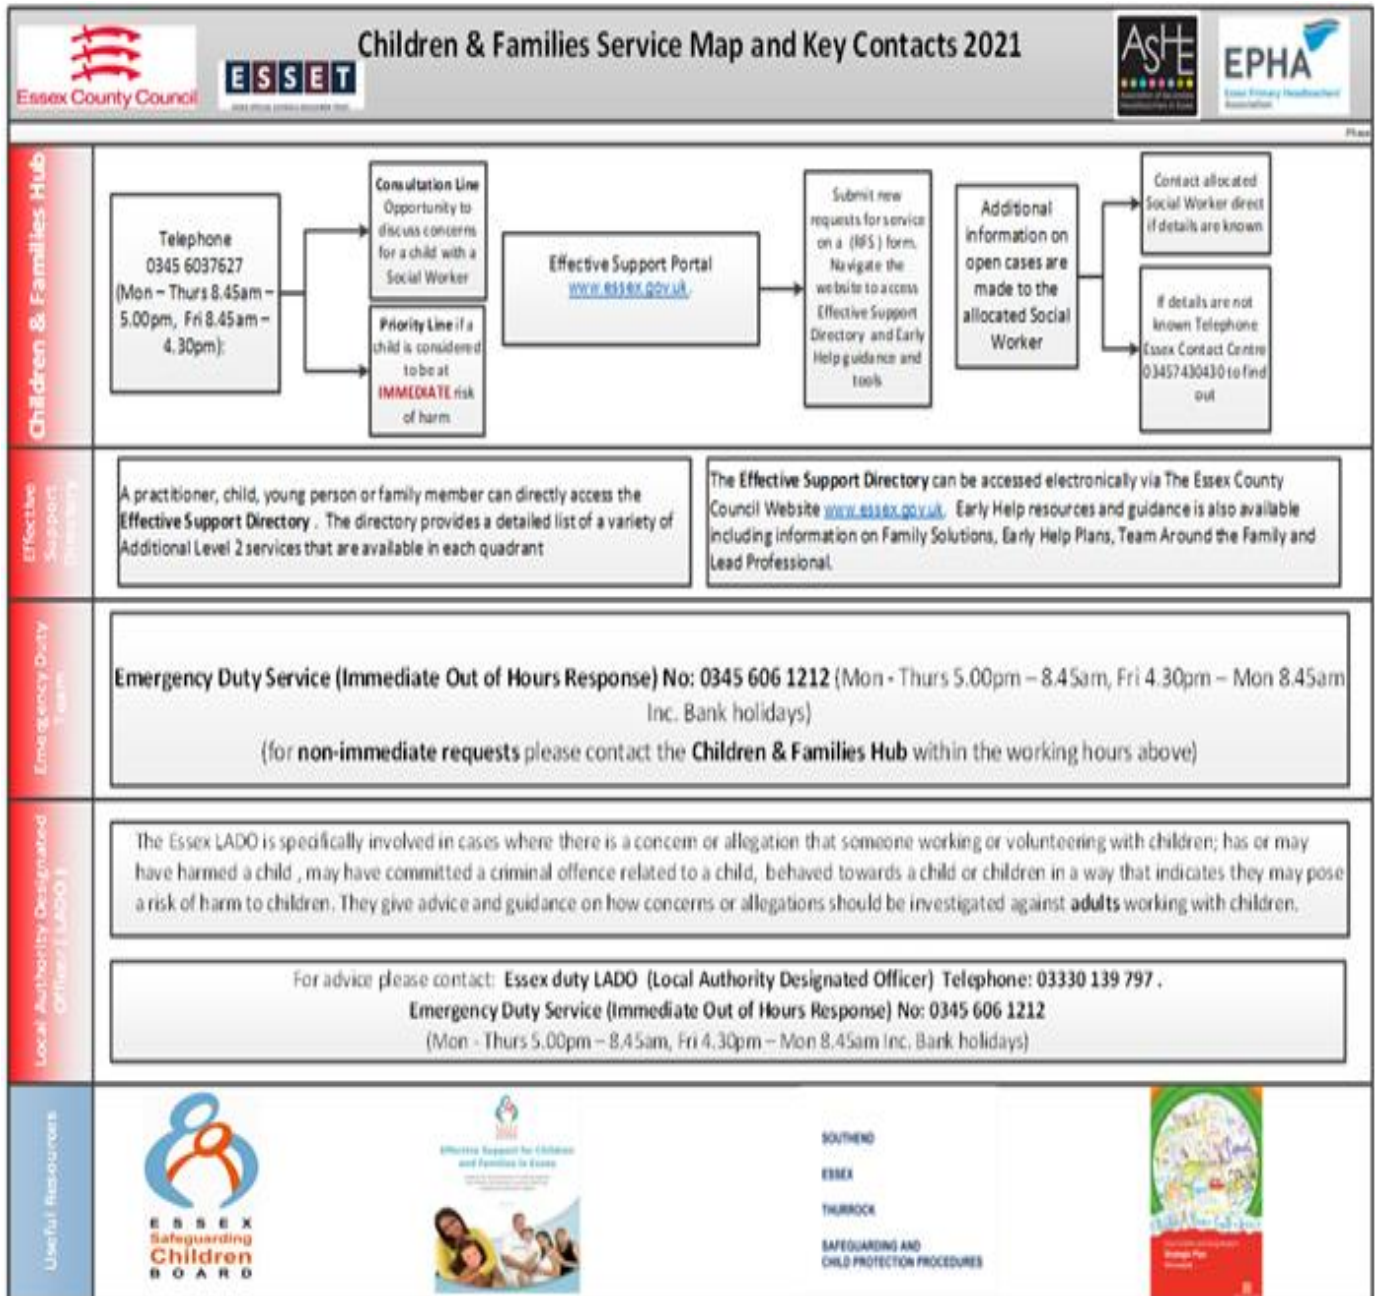 Children & Families Service Map and Key Contacts 2021
Essex County Council
ESSET
ASHE
EPHA
Essex Primary Headteachers'
Association
Phase
Children & Families Hub
Telephone
0345 6037627
(Mon – Thurs 8.45am –
5.00pm, Fri 8.45am –
4.30pm):
Consultation Line
Opportunity to
discuss concerns
for a child with a
Social Worker
Priority Line if a
child is considered
to be at
IMMEDIATE risk
of harm
Effective Support Portal
www.essex.gov.uk.
Submit new
requests for service
on a (RFS) form.
Navigate the
website to access
Effective Support
Directory and Early
Help guidance and
tools
Additional
information on
open cases are
made to the
allocated Social
Worker
Contact allocated
Social Worker direct
if details are known
If details are not
known Telephone
Essex Contact Centre
03457430430 to find
out
Effective
Support
Directory
A practitioner, child, young person or family member can directly access the
Effective Support Directory . The directory provides a detailed list of a variety of
Additional Level 2 services that are available in each quadrant
The Effective Support Directory can be accessed electronically via The Essex County
Council Website www.essex.gov.uk. Early Help resources and guidance is also available
including information on Family Solutions, Early Help Plans, Team Around the Family and
Lead Professional.
Emergency Duty
Team
Emergency Duty Service (Immediate Out of Hours Response) No: 0345 606 1212 (Mon - Thurs 5.00pm – 8.45am, Fri 4.30pm – Mon 8.45am
Inc. Bank holidays)
(for non-immediate requests please contact the Children & Families Hub within the working hours above)
Local Authority Designated
Officer ( LADO )
The Essex LADO is specifically involved in cases where there is a concern or allegation that someone working or volunteering with children; has or may
have harmed a child , may have committed a criminal offence related to a child, behaved towards a child or children in a way that indicates they may pose
a risk of harm to children. They give advice and guidance on how concerns or allegations should be investigated against adults working with children.
For advice please contact: Essex duty LADO (Local Authority Designated Officer) Telephone: 03330 139 797 .
Emergency Duty Service (Immediate Out of Hours Response) No: 0345 606 1212
(Mon - Thurs 5.00pm – 8.45am, Fri 4.30pm – Mon 8.45am Inc. Bank holidays)
Useful Resources
ESSEX
Safeguarding
Children
BOARD
Effective Support for Children
and Families in Essex
SOUTHEND
ESSEX
THURROCK
SAFEGUARDING AND
CHILD PROTECTION PROCEDURES
Strategic Plan